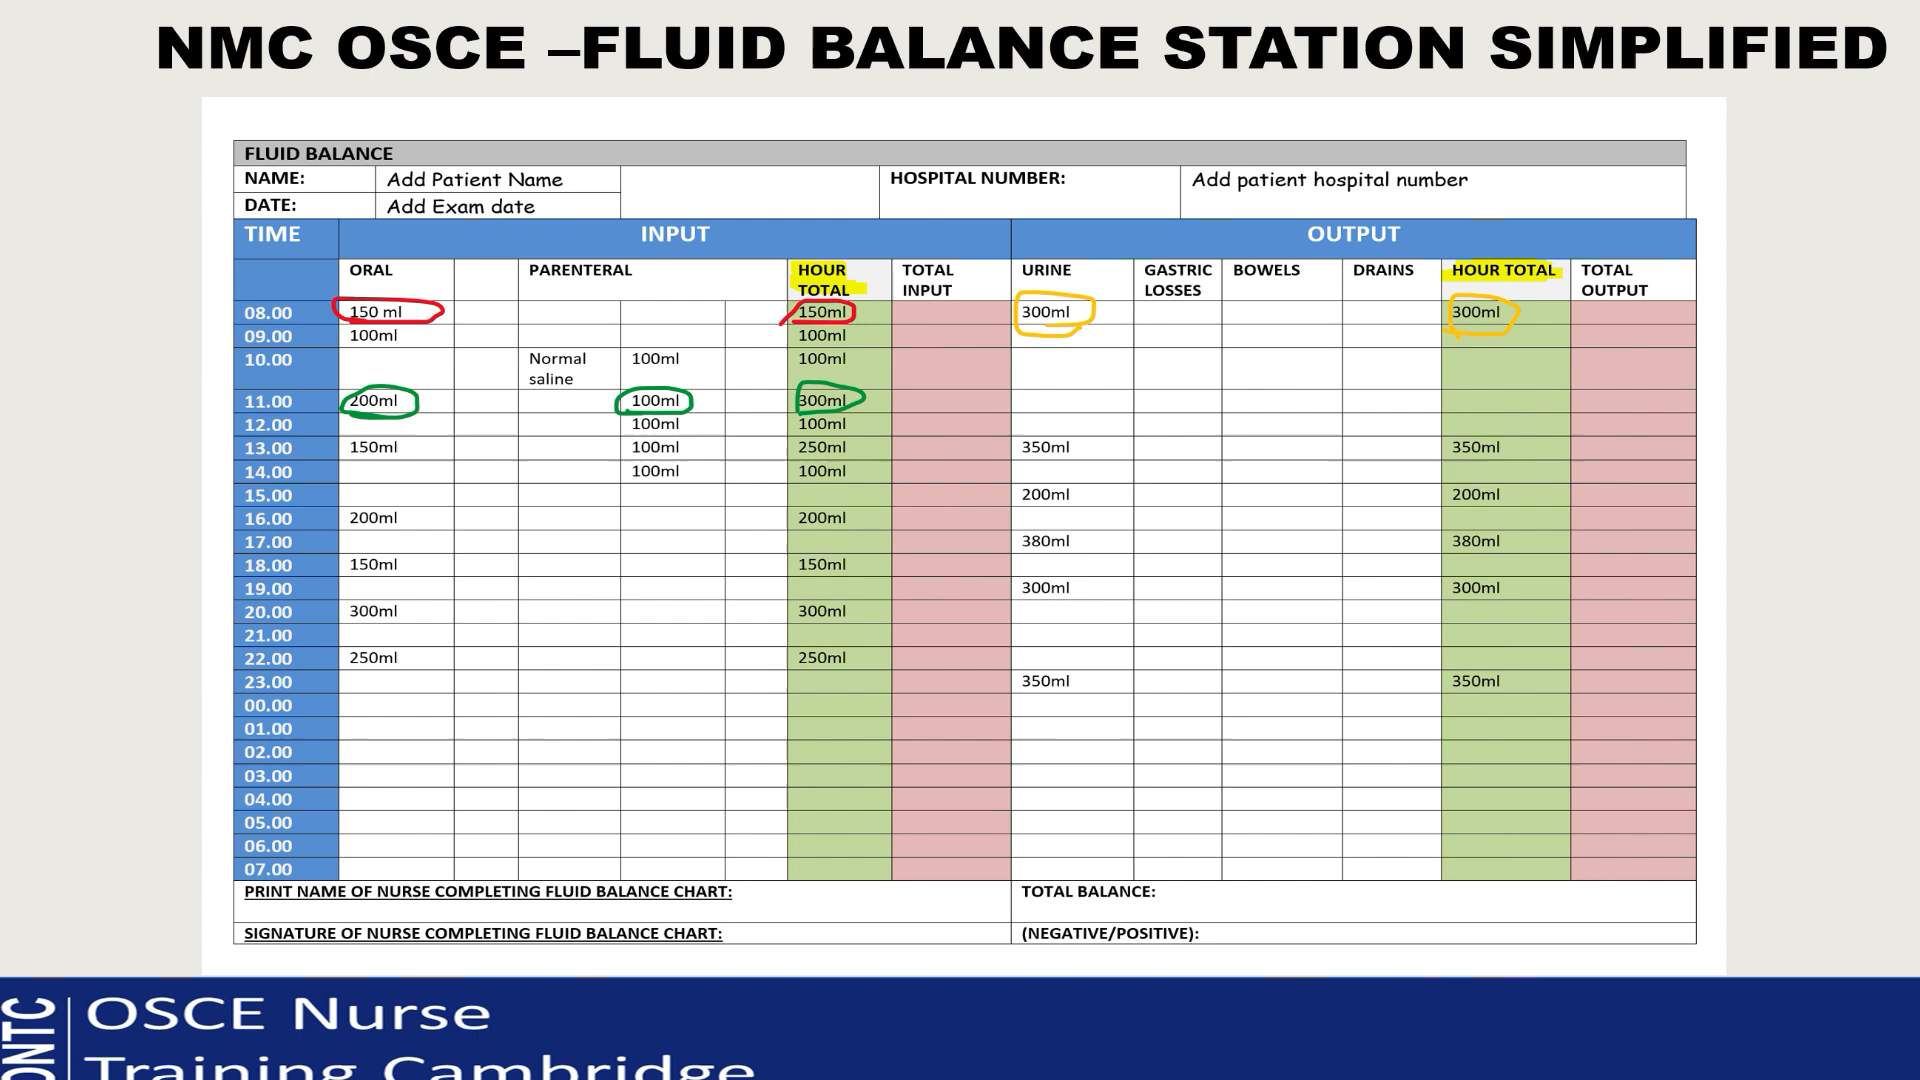 NMC OSCE –FLUID BALANCE STATION SIMPLIFIED
FLUID BALANCE
NAME: Add Patient Name HOSPITAL NUMBER: Add patient hospital number
DATE: Add Exam date
TIME INPUT OUTPUT
ORAL PARENTERAL HOUR TOTAL TOTAL INPUT URINE GASTRIC LOSSES BOWELS DRAINS HOUR TOTAL TOTAL OUTPUT
08.00 150 ml 150ml 300ml 300ml
09.00 100ml 100ml
10.00 Normal saline 100ml 100ml
11.00 200ml 100ml 300ml
12.00 100ml 100ml
13.00 150ml 100ml 250ml 350ml 350ml
14.00 100ml 100ml
15.00 200ml 200ml
16.00 200ml 200ml
17.00 380ml 380ml
18.00 150ml 150ml
19.00 300ml 300ml
20.00 300ml 300ml
21.00
22.00 250ml 250ml
23.00 350ml 350ml
00.00
01.00
02.00
03.00
04.00
05.00
06.00
07.00
PRINT NAME OF NURSE COMPLETING FLUID BALANCE CHART: TOTAL BALANCE:
SIGNATURE OF NURSE COMPLETING FLUID BALANCE CHART: (NEGATIVE/POSITIVE):
ONTC
OSCE Nurse
Training Cambridge